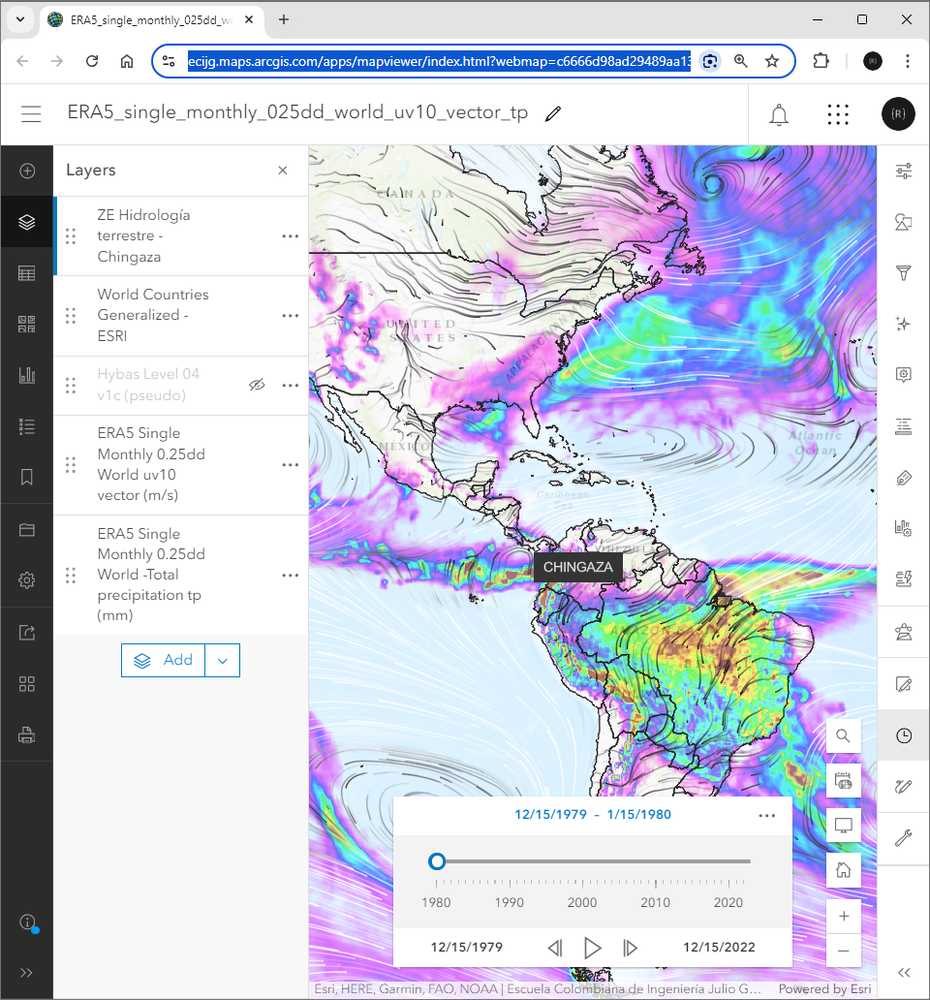 ERA5_single_monthly_025dd_w
ecijg.maps.arcgis.com/apps/mapviewer/index.html?webmap=c6666d98ad29489aa13
ERA5_single_monthly_025dd_world_uv10_vector_tp
{R}
Layers
ZE Hidrología
terrestre -
Chingaza
World Countries
Generalized -
ESRI
Hybas Level 04
v1c (pseudo)
ERA5 Single
Monthly 0.25dd
World uv10
vector (m/s)
ERA5 Single
Monthly 0.25dd
World -Total
precipitation tp
(mm)
Add
CANADA
UNITED
STATES
APPALACHIAN MTNS
MEXICO
Atlantic
Ocean
Caribbean
Sea
VENEZUELA
CHINGAZA
12/15/1979 - 1/15/1980
1980 1990 2000 2010 2020
12/15/1979 12/15/2022
Esri, HERE, Garmin, FAO, NOAA | Escuela Colombiana de Ingeniería Julio G… Powered by Esri